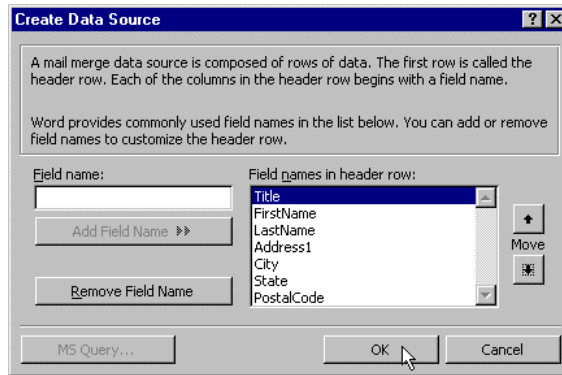 Create Data Source
A mail merge data source is composed of rows of data. The first row is called the
header row. Each of the columns in the header row begins with a field name.
Word provides commonly used field names in the list below. You can add or remove
field names to customize the header row.
Field name:
Add Field Name
Remove Field Name
Field names in header row:
Title
FirstName
LastName
Address1
City
State
PostalCode
Move
MS Query...
OK
Cancel